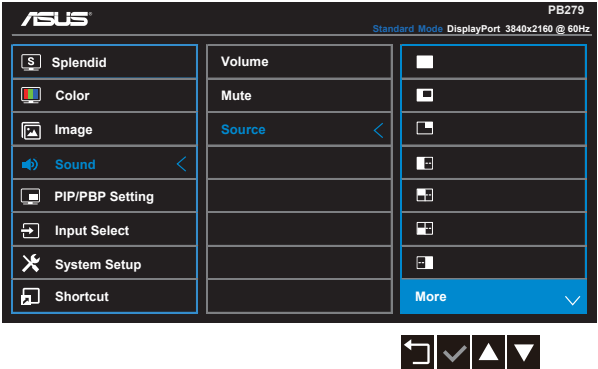 ASUS
PB279
Standard Mode DisplayPort 3840x2160 @ 60Hz
S Splendid
Color
Image
Sound
PIP/PBP Setting
Input Select
System Setup
Shortcut
Volume
Mute
Source
More